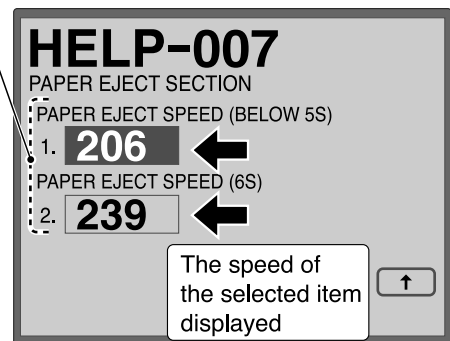 HELP-007
PAPER EJECT SECTION
PAPER EJECT SPEED (BELOW 5S)
1. 206
PAPER EJECT SPEED (6S)
2. 239
The speed of
the selected item
displayed
↑